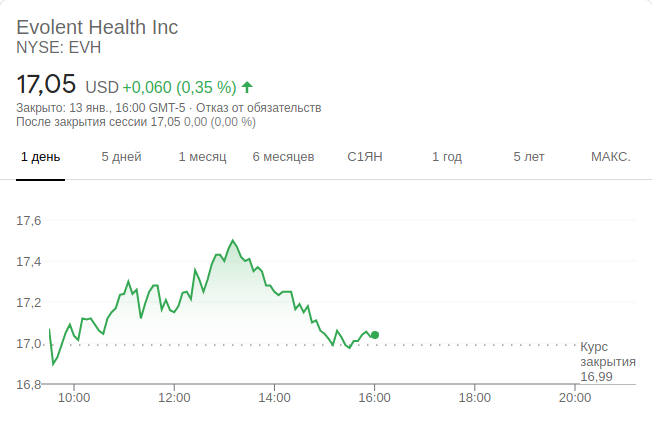 Evolent Health Inc
NYSE: EVH
17,05 USD +0,060 (0,35 %)
Закрыто: 13 янв., 16:00 GMT-5 · Отказ от обязательств
После закрытия сессии 17,05 0,00 (0,00 %)
1 день 5 дней 1 месяц 6 месяцев С1ЯН 1 год 5 лет МАКС.
17,6
17,4
17,2
17,0
Курс
закрытия
16,99
16,8
10:00 12:00 14:00 16:00 18:00 20:00